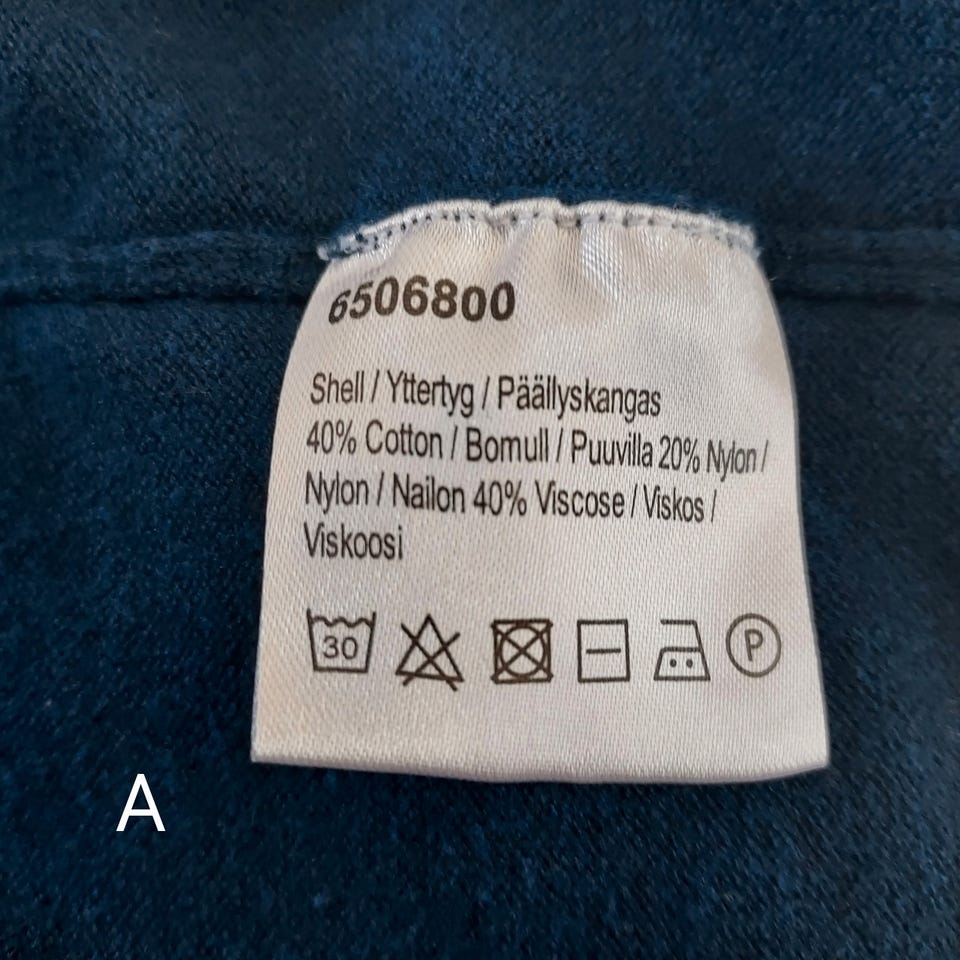 6506800
Shell / Yttertyg / Päällyskangas
40% Cotton / Bomull / Puuvilla 20% Nylon /
Nylon / Nailon 40% Viscose / Viskos /
Viskoosi
30 P
A